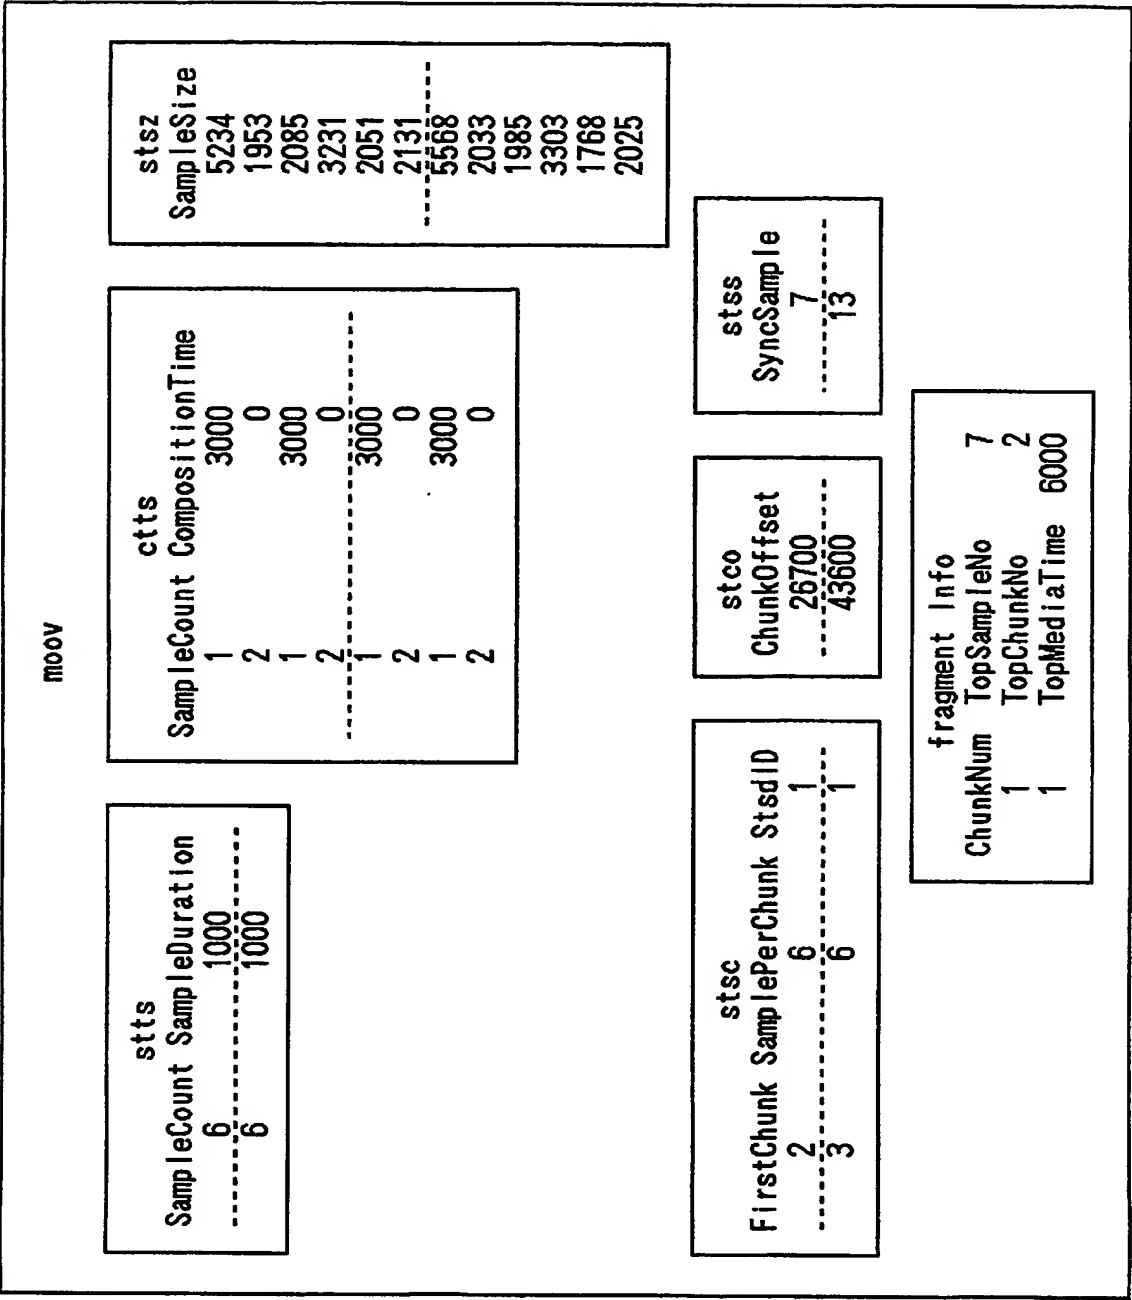 moov
stts
SampleCount SampleDuration
6 1000
6 1000
ctts
SampleCount CompositionTime
1 3000
2 0
1 3000
2 0
1 3000
2 0
1 3000
2 0
stsz
SampleSize
5234
1953
2085
3231
2051
2131
5568
2033
1985
3303
1768
2025
stsc
FirstChunk SamplePerChunk StsdID
2 6 1
3 6 1
stco
ChunkOffset
26700
43600
stss
SyncSample
7
13
fragment Info
ChunkNum TopSampleNo 7
1 TopChunkNo 2
1 TopMediaTime 6000